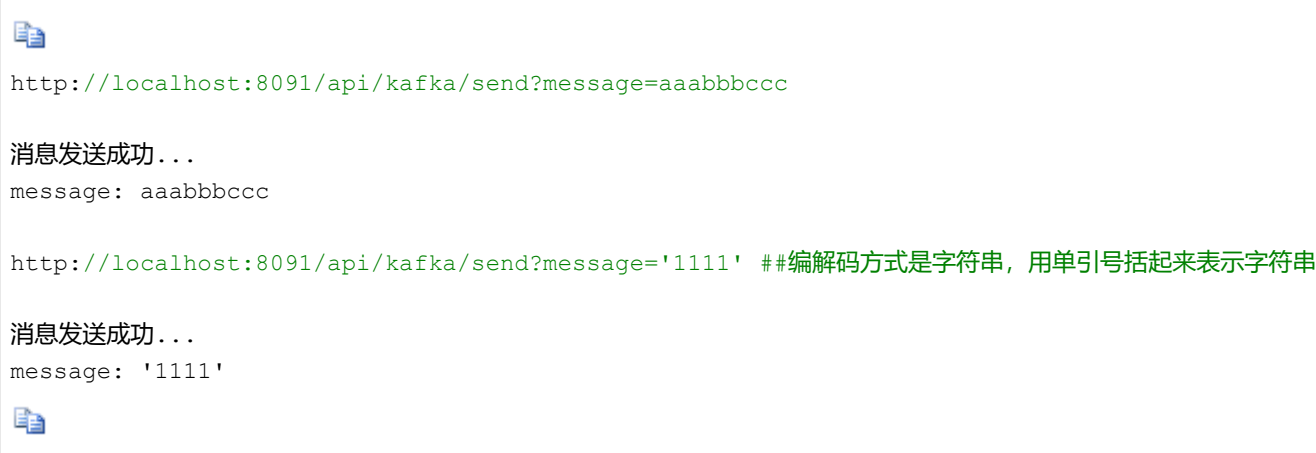 http://localhost:8091/api/kafka/send?message=aaabbbccc
消息发送成功...
message: aaabbbccc
http://localhost:8091/api/kafka/send?message='1111' ##编解码方式是字符串，用单引号括起来表示字符串
消息发送成功...
message: '1111'